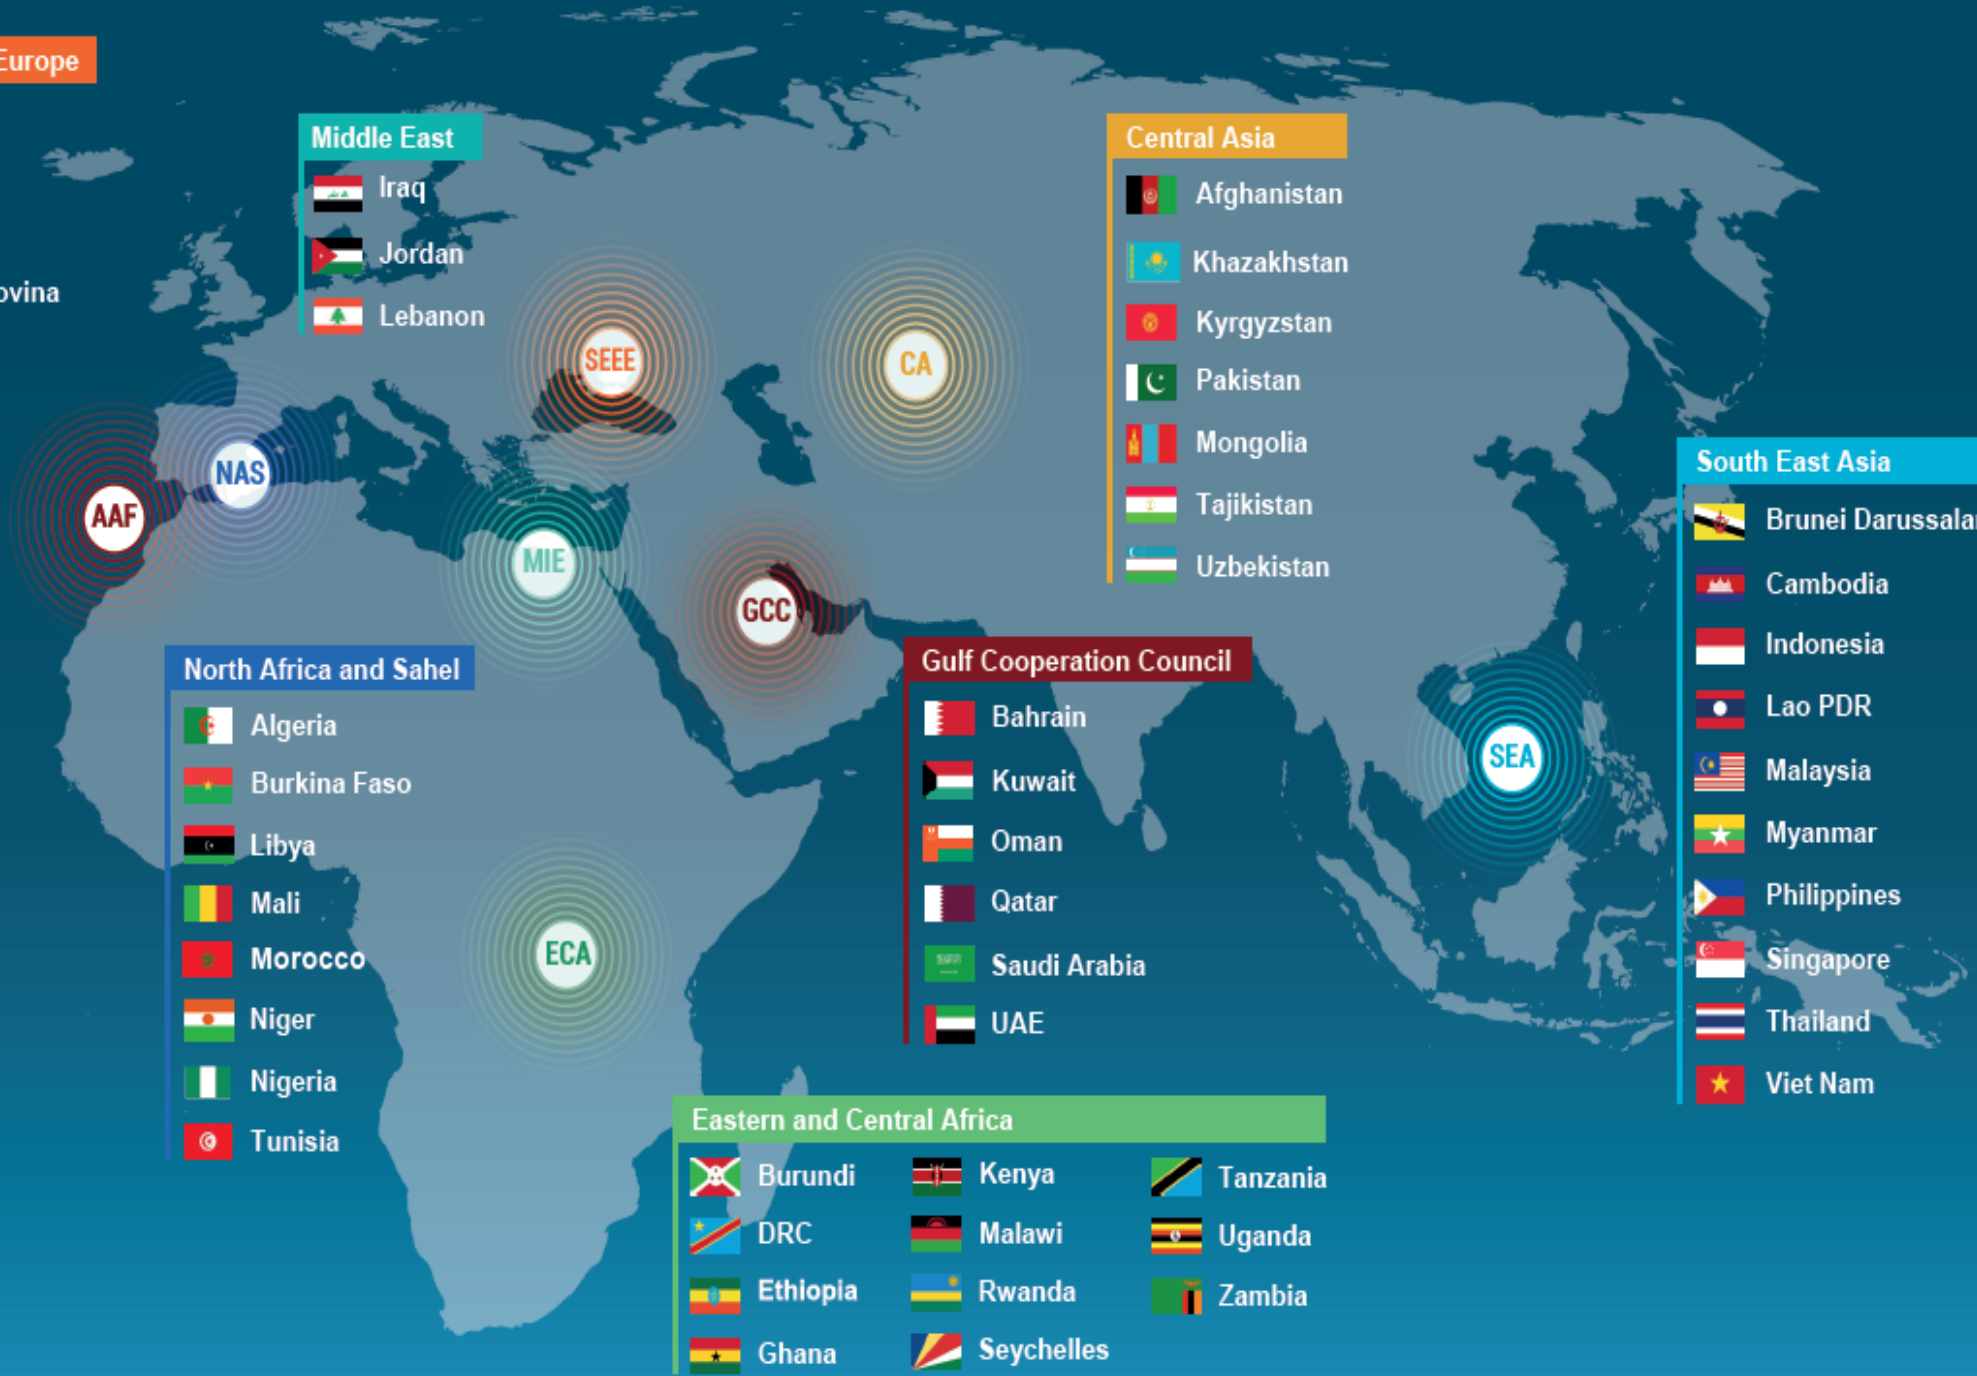 Europe
ovina
Middle East
Iraq
Jordan
Lebanon
Central Asia
Afghanistan
Khazakhstan
Kyrgyzstan
Pakistan
Mongolia
Tajikistan
Uzbekistan
SEEE
CA
NAS
AAF
MIE
GCC
SEA
ECA
South East Asia
Brunei Darussala
Cambodia
Indonesia
Lao PDR
Malaysia
Myanmar
Philippines
Singapore
Thailand
Viet Nam
North Africa and Sahel
Algeria
Burkina Faso
Libya
Mali
Morocco
Niger
Nigeria
Tunisia
Gulf Cooperation Council
Bahrain
Kuwait
Oman
Qatar
Saudi Arabia
UAE
Eastern and Central Africa
Burundi
DRC
Ethiopia
Ghana
Kenya
Malawi
Rwanda
Seychelles
Tanzania
Uganda
Zambia